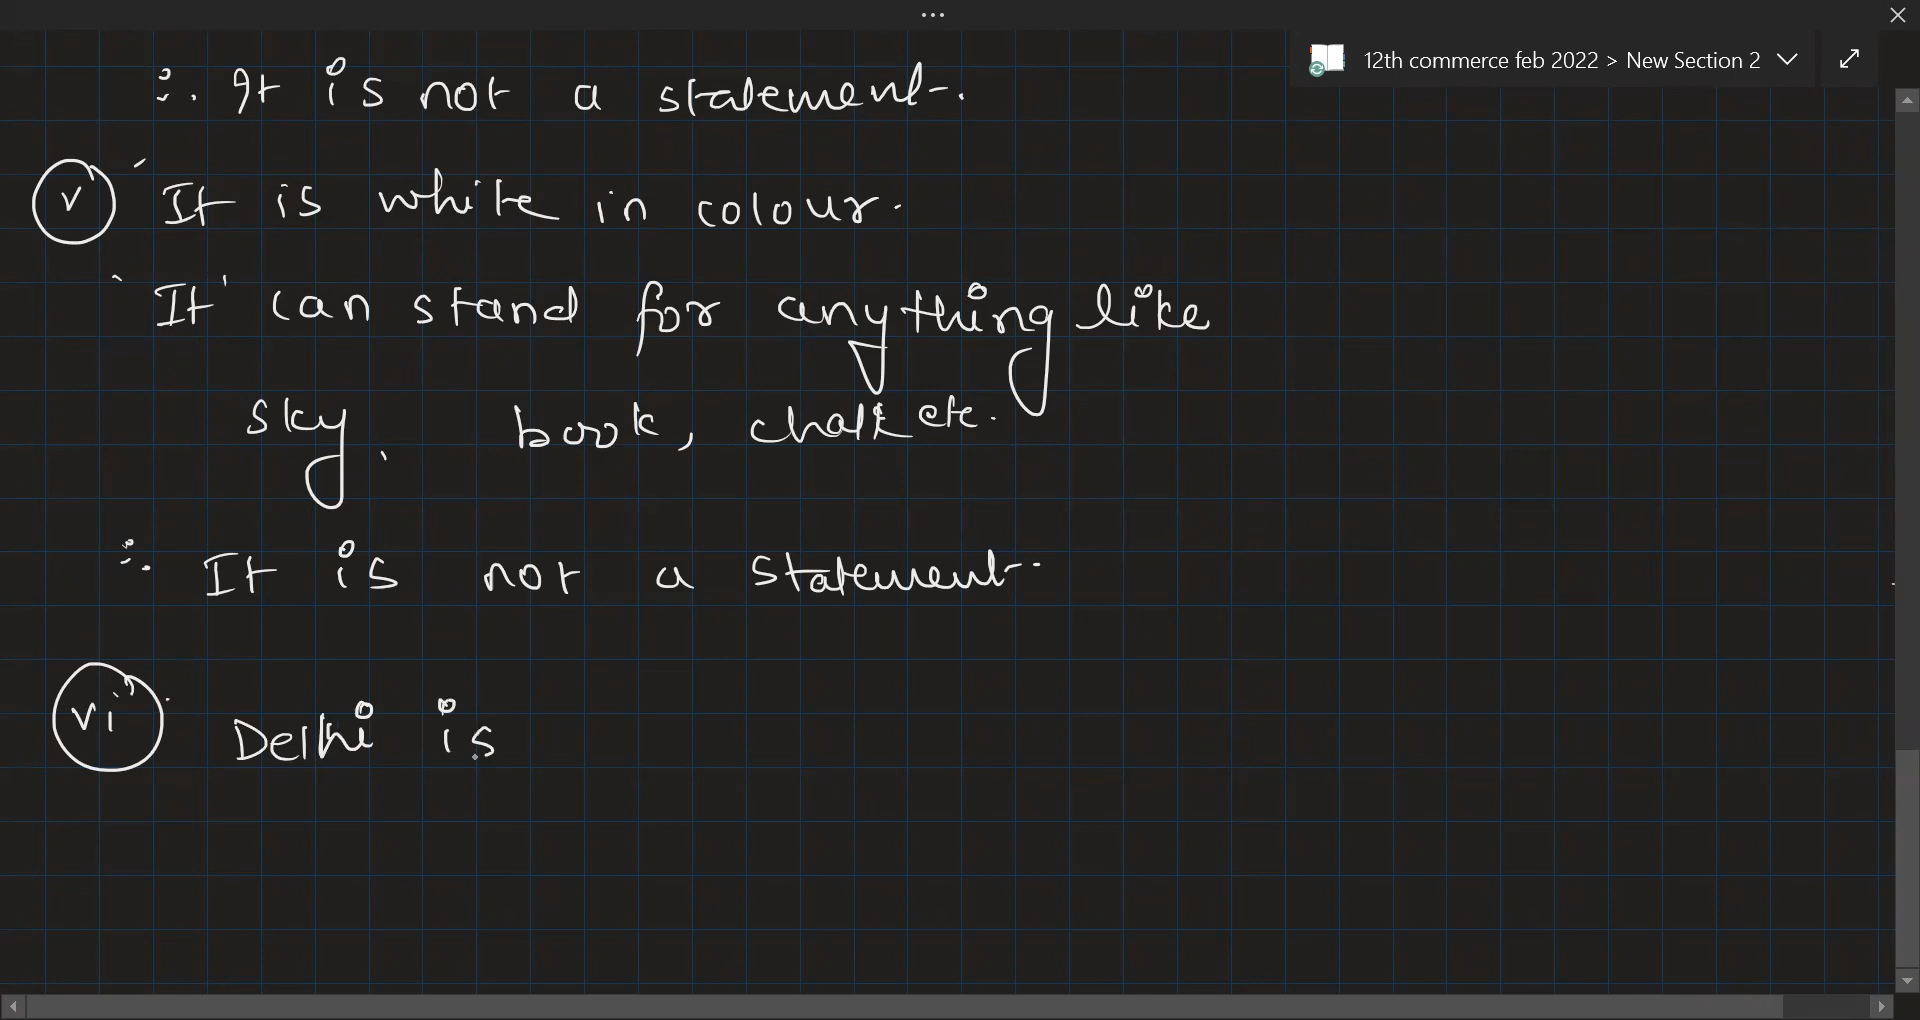 12th commerce feb 2022 > New Section 2
∴ It is not a statement.
v It is white in colour.
'It' can stand for anything like
sky, book, chalk etc.
∴ It is not a statement.
vi Delhi is